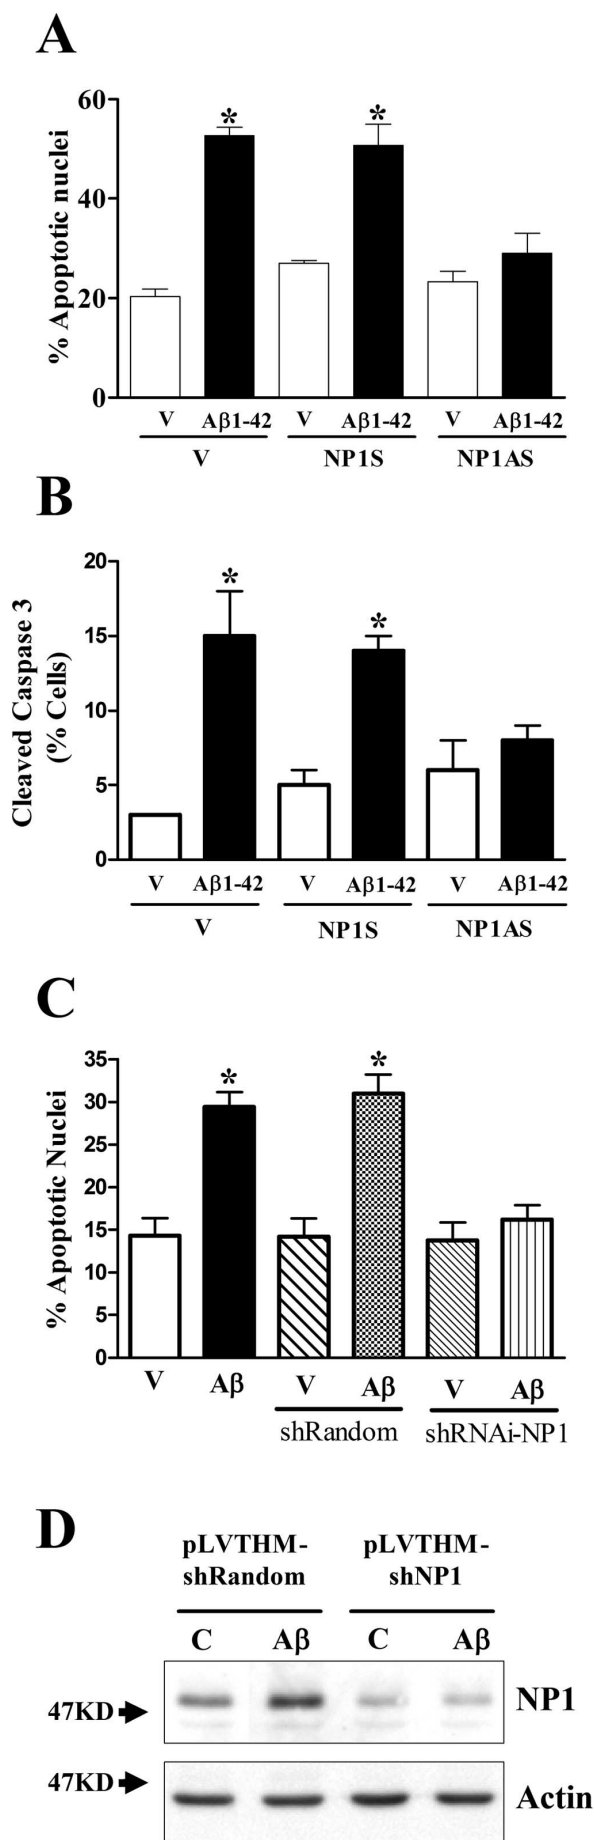 A
% Apoptotic nuclei
60
40
20
0
*
*
V Aβ1-42 V Aβ1-42 V Aβ1-42
V NP1S NP1AS
B
Cleaved Caspase 3
(% Cells)
20
15
10
5
0
*
*
V Aβ1-42 V Aβ1-42 V Aβ1-42
V NP1S NP1AS
C
% Apoptotic Nuclei
35
30
25
20
15
10
5
0
*
*
V Aβ V Aβ V Aβ
shRandom shRNAi-NP1
D
pLVTHM- pLVTHM-
shRandom shNP1
C Aβ C Aβ
47KD NP1
47KD
Actin